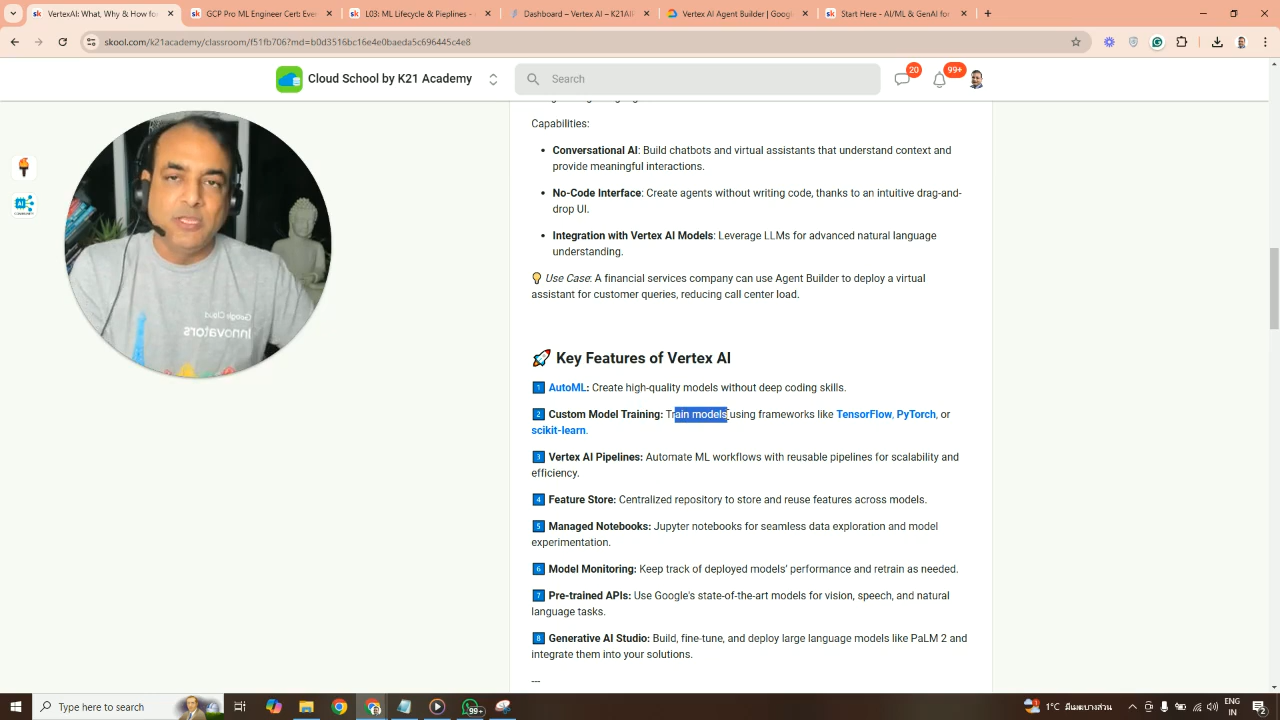 VertexAI: What, Why, & How fo
GCP Pro ML Engineer Cerb Ever
L03: ML Lifecycle & Pieplines -
Dashboard – Vertex AI – K21Ali
Vertex AI Agent Builder | Goog
Start Here - AI/ML & GenAI for
skool.com/k21academy/classroom/f51fb706?md=b0d3516bc16e4e0baeda5c696445c4e8
Cloud School by K21 Academy
Search
20
99+
Capabilities:
• Conversational AI: Build chatbots and virtual assistants that understand context and
provide meaningful interactions.
• No-Code Interface: Create agents without writing code, thanks to an intuitive drag-and-
drop UI.
• Integration with Vertex AI Models: Leverage LLMs for advanced natural language
understanding.
Use Case: A financial services company can use Agent Builder to deploy a virtual
assistant for customer queries, reducing call center load.
Google Cloud
Innovators
🚀 Key Features of Vertex AI
1 AutoML: Create high-quality models without deep coding skills.
2 Custom Model Training: Train models using frameworks like TensorFlow, PyTorch, or
scikit-learn.
3 Vertex AI Pipelines: Automate ML workflows with reusable pipelines for scalability and
efficiency.
4 Feature Store: Centralized repository to store and reuse features across models.
5 Managed Notebooks: Jupyter notebooks for seamless data exploration and model
experimentation.
6 Model Monitoring: Keep track of deployed models' performance and retrain as needed.
7 Pre-trained APIs: Use Google's state-of-the-art models for vision, speech, and natural
language tasks.
8 Generative AI Studio: Build, fine-tune, and deploy large language models like PaLM 2 and
integrate them into your solutions.
---
Type here to search
99+
1°C
ENG
IN
2